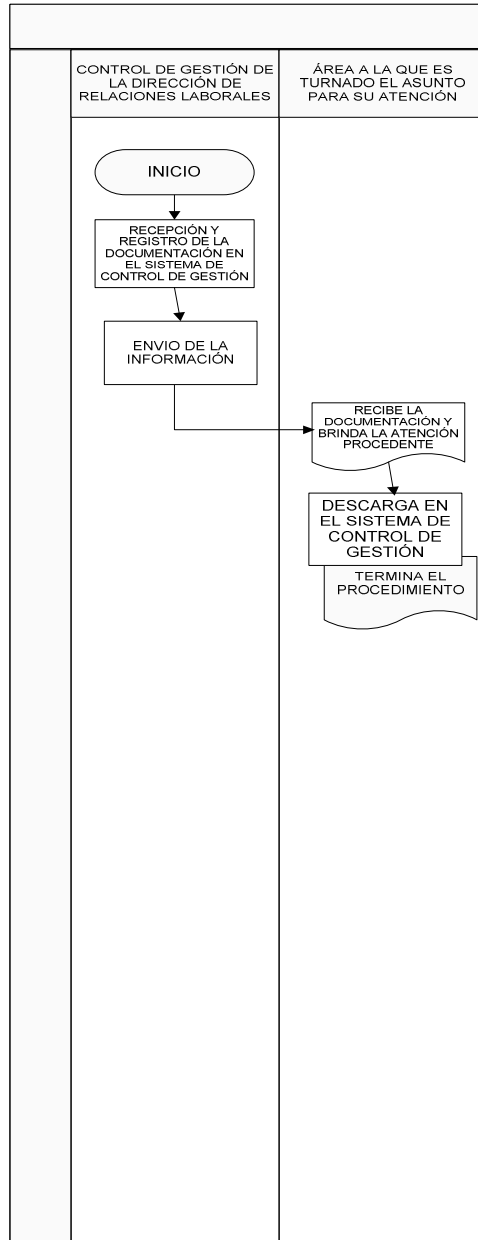 CONTROL DE GESTIÓN DE
LA DIRECCIÓN DE
RELACIONES LABORALES
ÁREA A LA QUE ES
TURNADO EL ASUNTO
PARA SU ATENCIÓN
INICIO
RECEPCIÓN Y
REGISTRO DE LA
DOCUMENTACIÓN EN
EL SISTEMA DE
CONTROL DE GESTIÓN
ENVIO DE LA
INFORMACIÓN
RECIBE LA
DOCUMENTACIÓN Y
BRINDA LA ATENCIÓN
PROCEDENTE
DESCARGA EN
EL SISTEMA DE
CONTROL DE
GESTIÓN
TERMINA EL
PROCEDIMIENTO